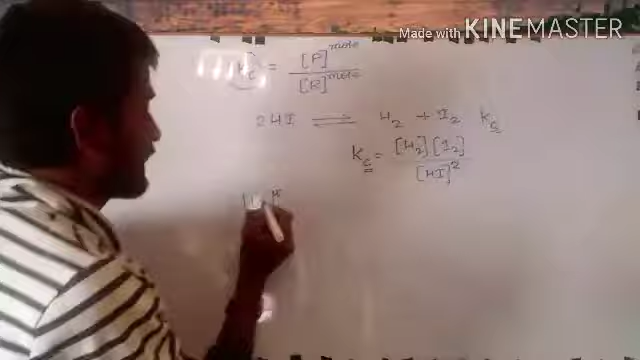 Made with KINEMASTER
Kc = [P]^mole / [R]^mole
2HI ⇌ H₂ + I₂ Kc
Kc = [H₂][I₂] / [HI]²